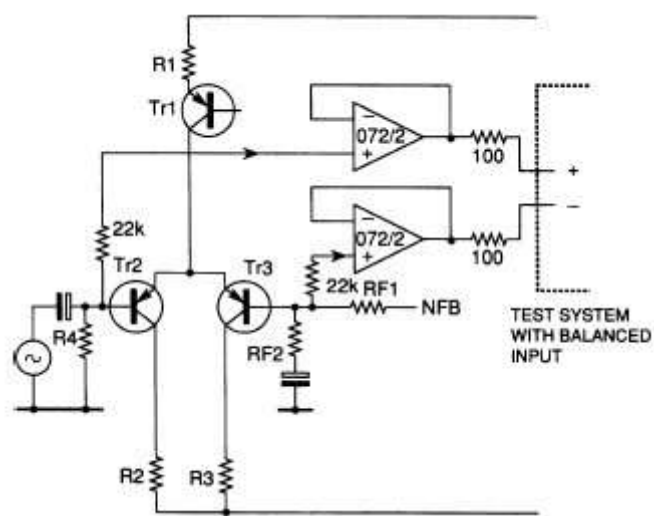 R1
Tr1
−
072/2
+
100
+
−
22k
−
072/2
+
100
Tr2
Tr3
22k
RF1
NFB
R4
RF2
TEST SYSTEM
WITH BALANCED
INPUT
R2
R3